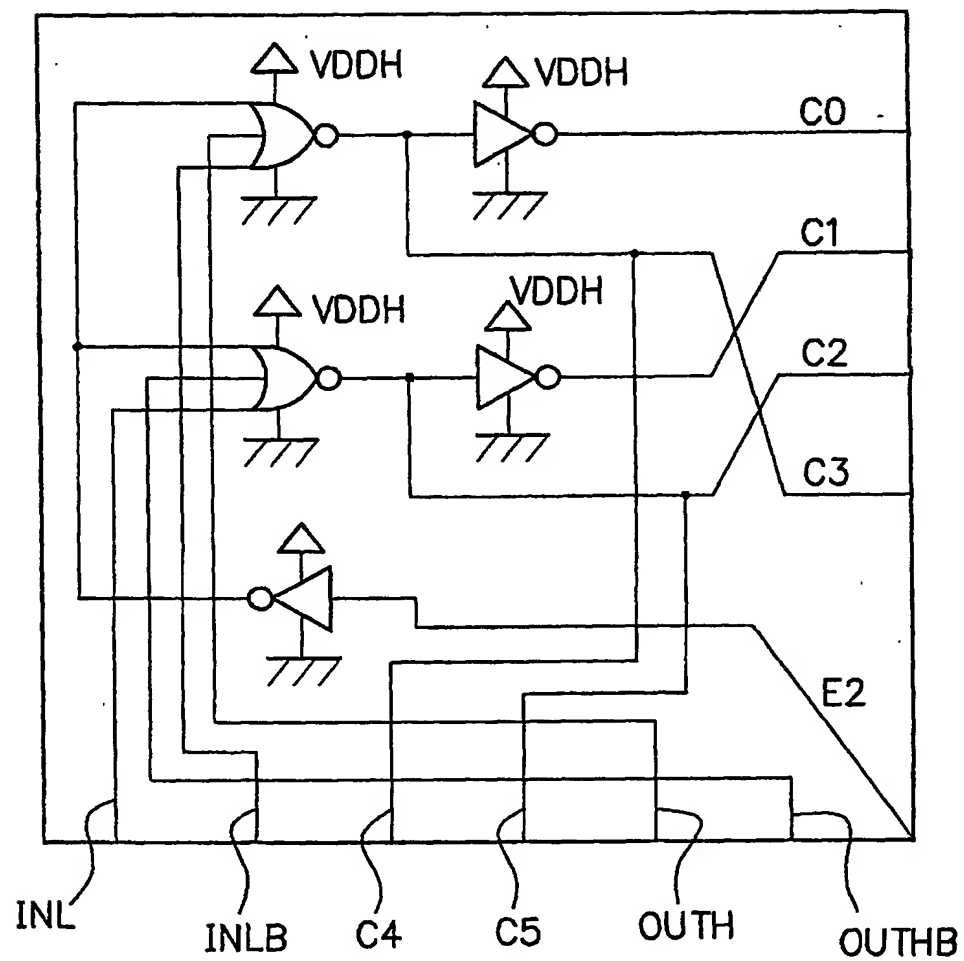 VDDH
VDDH
C0
C1
VDDH
VDDH
C2
C3
E2
INL
INLB
C4
C5
OUTH
OUTHB